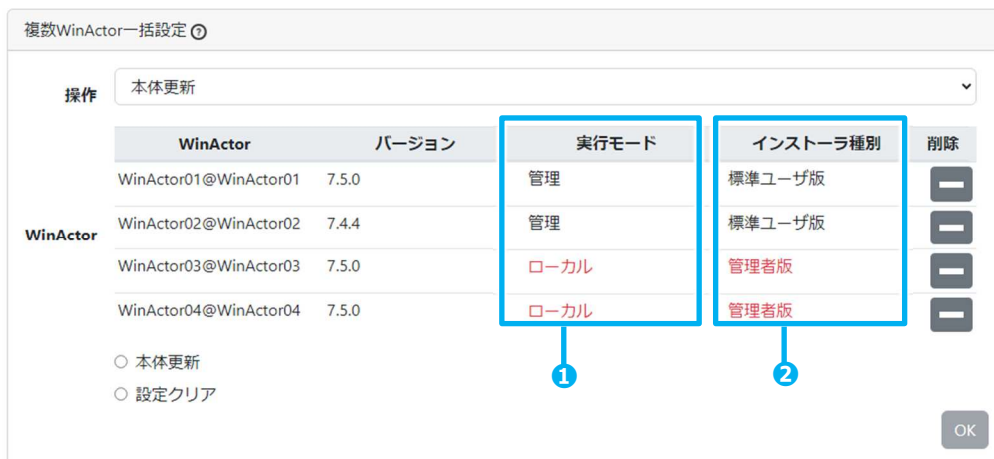 複数WinActor一括設定 ?
操作 本体更新
WinActor バージョン 実行モード インストーラ種別 削除
WinActor01@WinActor01 7.5.0 管理 標準ユーザ版
WinActor02@WinActor02 7.4.4 管理 標準ユーザ版
WinActor
WinActor03@WinActor03 7.5.0 ローカル 管理者版
WinActor04@WinActor04 7.5.0 ローカル 管理者版
本体更新
1 2
設定クリア
OK